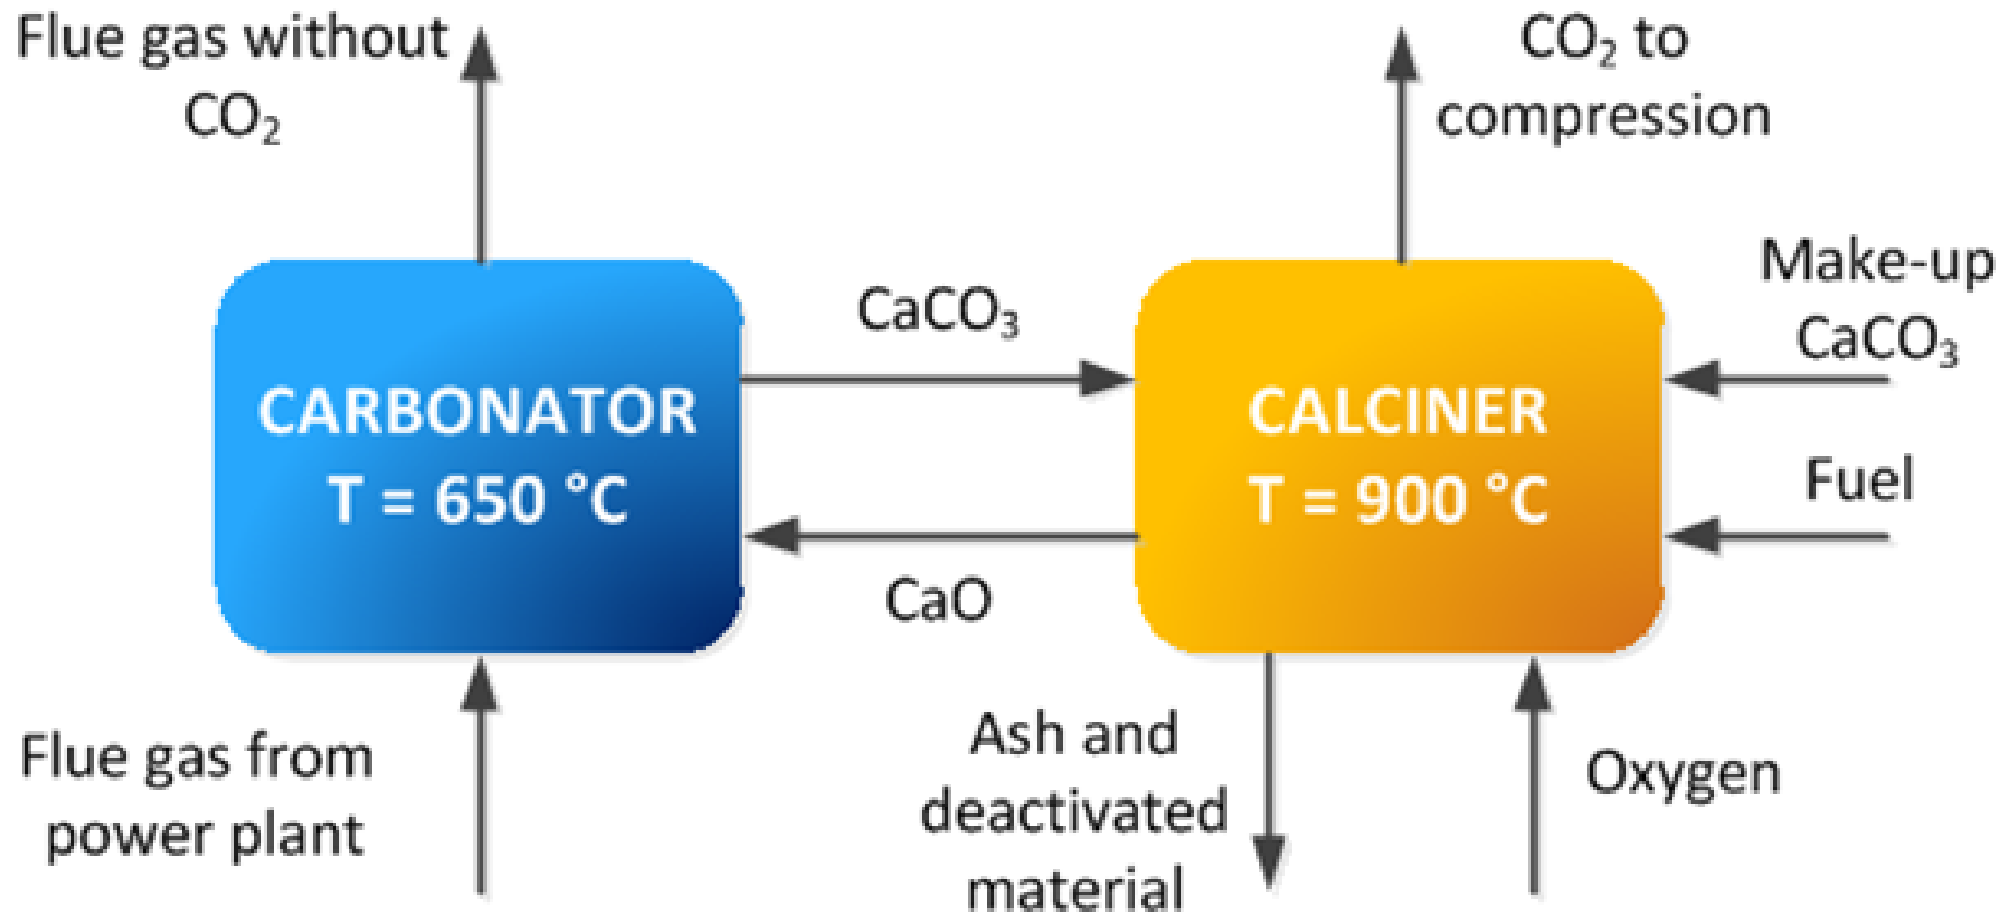 Flue gas without
CO₂
CO₂ to
compression
Make-up
CaCO₃
CaCO₃
CARBONATOR
T = 650 °C
CALCINER
T = 900 °C
Fuel
CaO
Flue gas from
power plant
Ash and
deactivated
material
Oxygen